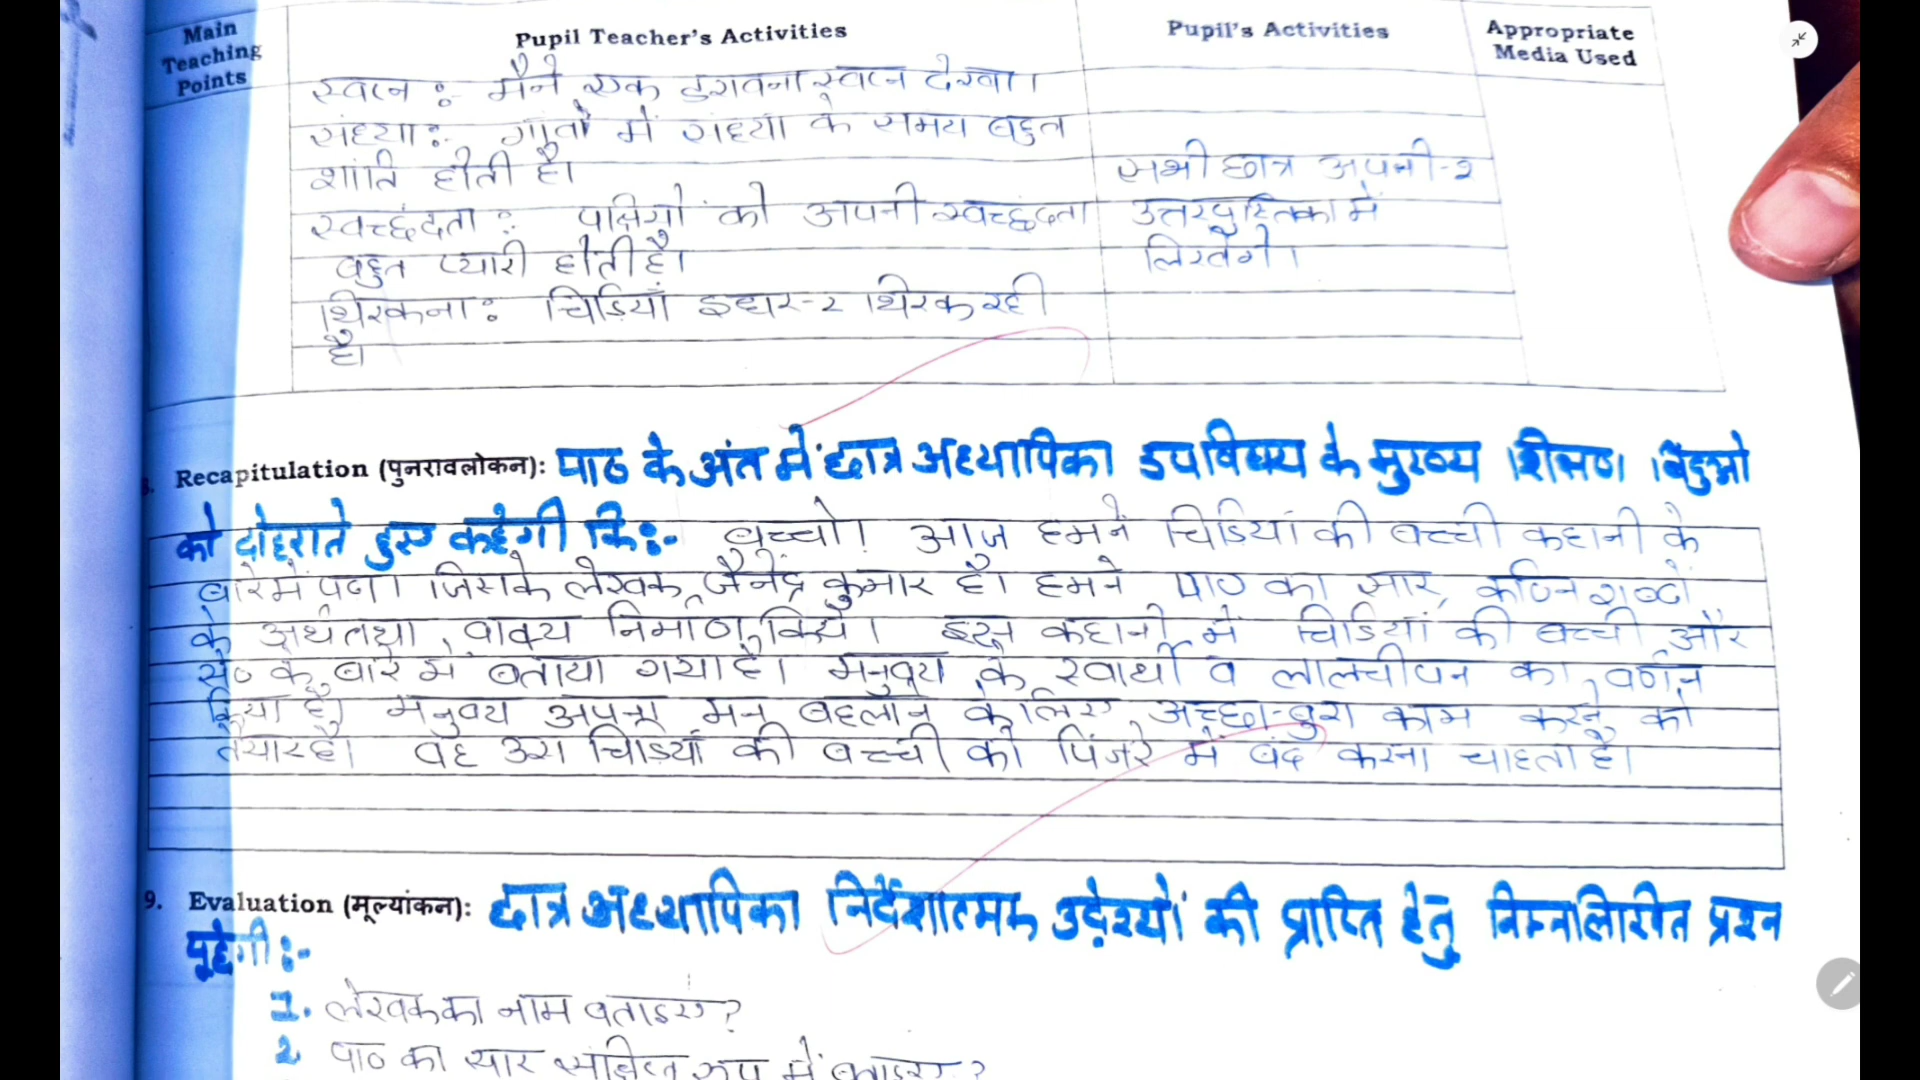 Main Teaching Points
Pupil Teacher's Activities
Pupil's Activities
Appropriate Media Used
स्वप्न :- मैंने एक डरावना स्वप्न देखा।
संध्या :- गाँवों में संध्या के समय बहुत
शांति होती है।
स्वच्छंदता : पक्षियों को अपनी स्वच्छंदता
बहुत प्यारी होती है।
थिरकना : चिड़ियाँ इधर-२ थिरक रही
है।
सभी छात्र अपनी-२
उत्तरपुस्तिका में
लिखेंगे।
Recapitulation (पुनरावलोकन): पाठ के अंत में छात्र अध्यापिका उपविषय के मुख्य शिक्षण बिंदुओ
को दोहराते हुए कहेगी कि:- बच्चो! आज हमनें चिडियां की बच्ची कहानी के
बारे में पढा। जिसके लेखक जैनेंद्र कुमार है। हमने पाठ का सार, कठिन शब्दों
के अर्थ तथा वाक्य निर्माण किये। इस कहानी में चिडियां की बच्ची और
सेठ के बारे में बताया गया है। मनुष्य के स्वार्थी व लालचीपन का वर्णन
किया है। मनुष्य अपना मन बहलाने के लिए अच्छा-बुरा काम करने को
तैयार है। वह उस चिडियाँ की बच्ची को पिंजरे में बंद करना चाहता है।
9. Evaluation (मूल्यांकन): छात्र अध्यापिका निर्देशात्मक उद्देश्यों की प्राप्ति हेतु निम्नलिखित प्रश्न
पूछेगी :-
1. लेखक का नाम बताइए?
2. पाठ का सार संक्षिप्त रूप में बताइए?